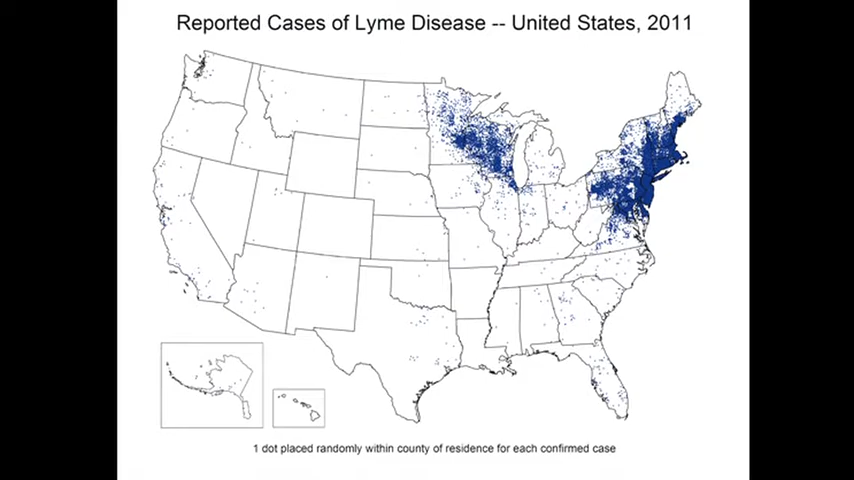 Reported Cases of Lyme Disease -- United States, 2011
1 dot placed randomly within county of residence for each confirmed case